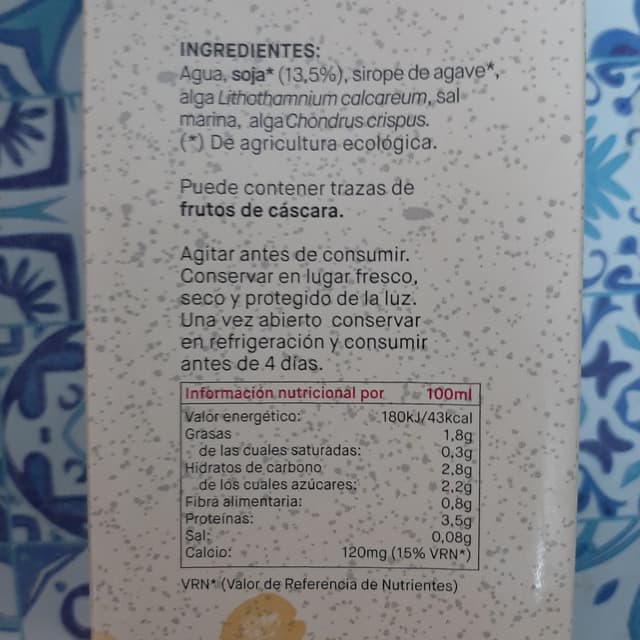 INGREDIENTES:
Agua, soja* (13,5%), sirope de agave*,
alga Lithothamnium calcareum, sal
marina, alga Chondrus crispus.
(*) De agricultura ecológica.
Puede contener trazas de
frutos de cáscara.
Agitar antes de consumir.
Conservar en lugar fresco,
seco y protegido de la luz.
Una vez abierto conservar
en refrigeración y consumir
antes de 4 días.
Información nutricional por 100ml
Valor energético: 180kJ/43kcal
Grasas 1,8g
de las cuales saturadas: 0,3g
Hidratos de carbono 2,8g
de los cuales azúcares: 2,2g
Fibra alimentaria: 0,8g
Proteínas: 3,5g
Sal: 0,08g
Calcio: 120mg (15% VRN*)
VRN* (Valor de Referencia de Nutrientes)